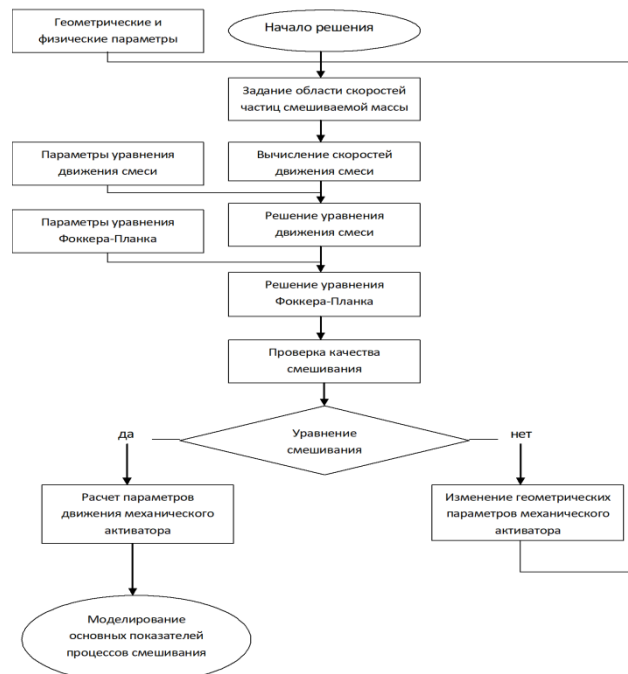 Геометрические и
физические параметры
Начало решения
Задание области скоростей
частиц смешиваемой массы
Параметры уравнения
движения смеси
Вычисление скоростей
движения смеси
Параметры уравнения
Фоккера-Планка
Решение уравнения
движения смеси
Решение уравнения
Фоккера-Планка
Проверка качества
смешивания
да
Уравнение
смешивания
нет
Расчет параметров
движения механического
активатора
Изменение геометрических
параметров механического
активатора
Моделирование
основных показателей
процессов смешивания